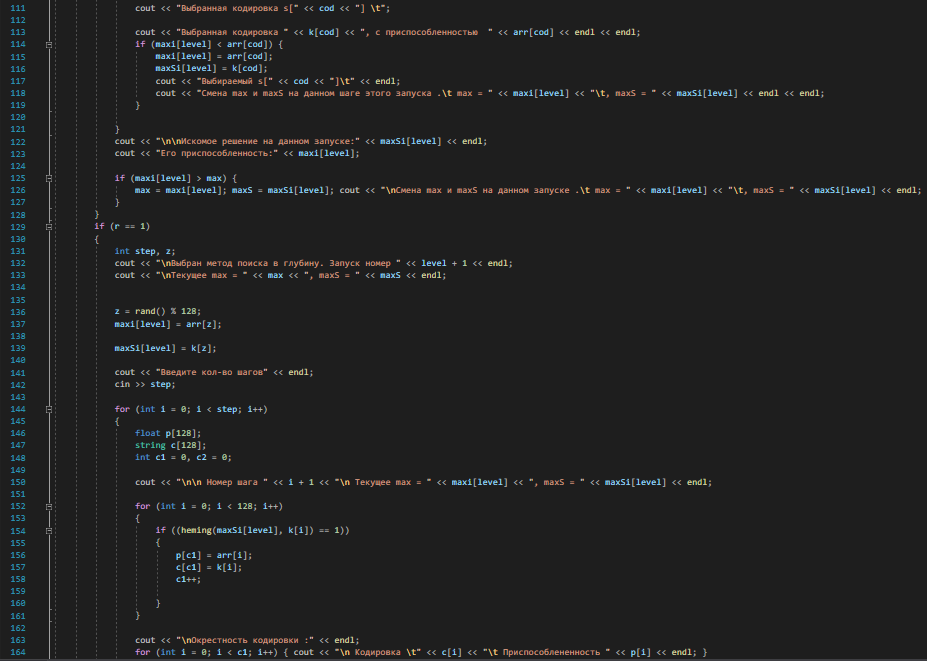 111 cout << "Выбранная кодировка s[" << cod << "] \t";
112
113 cout << "Выбранная кодировка " << k[cod] << ", с приспособленностью  " << arr[cod] << endl << endl;
114 if (maxi[level] < arr[cod]) {
115 maxi[level] = arr[cod];
116 maxSi[level] = k[cod];
117 cout << "Выбираемый s[" << cod << "]\t" << endl;
118 cout << "Смена max и maxS на данном шаге этого запуска .\t max = " << maxi[level] << "\t, maxS = " << maxSi[level] << endl << endl;
119 }
120
121 }
122 cout << "\n\nИскомое решение на данном запуске:" << maxSi[level] << endl;
123 cout << "Его приспособленность:" << maxi[level];
124
125 if (maxi[level] > max) {
126 max = maxi[level]; maxS = maxSi[level]; cout << "\nСмена max и maxS на данном запуске .\t max = " << maxi[level] << "\t, maxS = " << maxSi[level] << endl;
127 }
128 }
129 if (r == 1)
130 {
131 int step, z;
132 cout << "\nВыбран метод поиска в глубину. Запуск номер " << level + 1 << endl;
133 cout << "\nТекущее max = " << max << ", maxS = " << maxS << endl;
134
135
136 z = rand() % 128;
137 maxi[level] = arr[z];
138
139 maxSi[level] = k[z];
140
141 cout << "Введите кол-во шагов" << endl;
142 cin >> step;
143
144 for (int i = 0; i < step; i++)
145 {
146 float p[128];
147 string c[128];
148 int c1 = 0, c2 = 0;
149
150 cout << "\n\n Номер шага " << i + 1 << "\n Текущее max = " << maxi[level] << ", maxS = " << maxSi[level] << endl;
151
152 for (int i = 0; i < 128; i++)
153 {
154 if ((heming(maxSi[level], k[i]) == 1))
155 {
156 p[c1] = arr[i];
157 c[c1] = k[i];
158 c1++;
159
160 }
161 }
162
163 cout << "\nОкрестность кодировки :" << endl;
164 for (int i = 0; i < c1; i++) { cout << "\n Кодировка \t" << c[i] << "\t Приспоблененность " << p[i] << endl; }